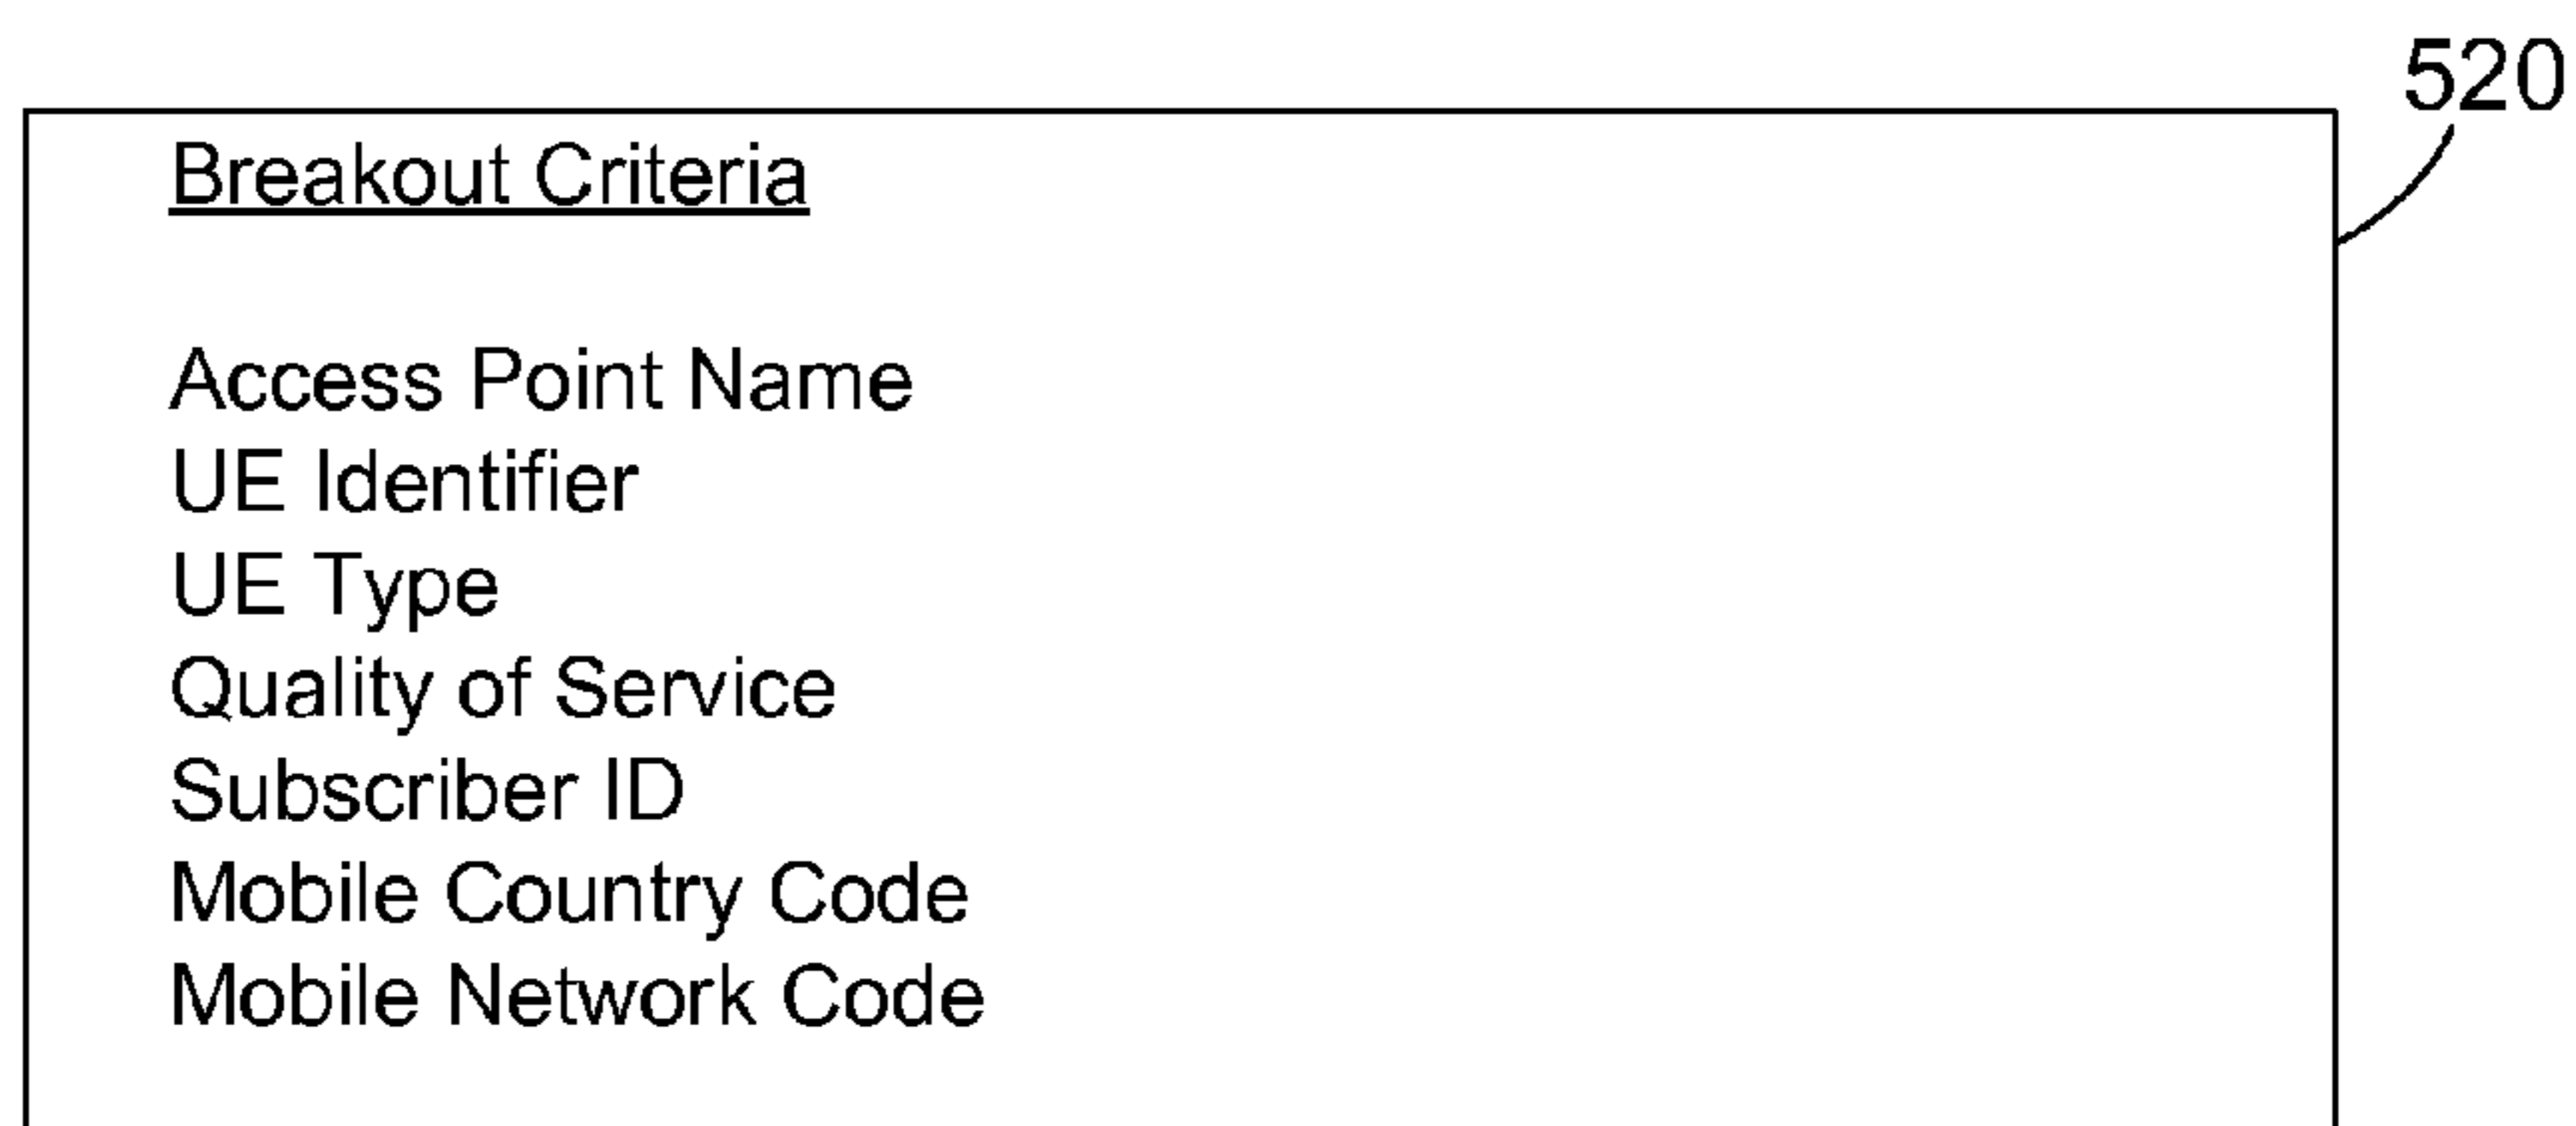 520
Breakout Criteria
Access Point Name
UE Identifier
UE Type
Quality of Service
Subscriber ID
Mobile Country Code
Mobile Network Code